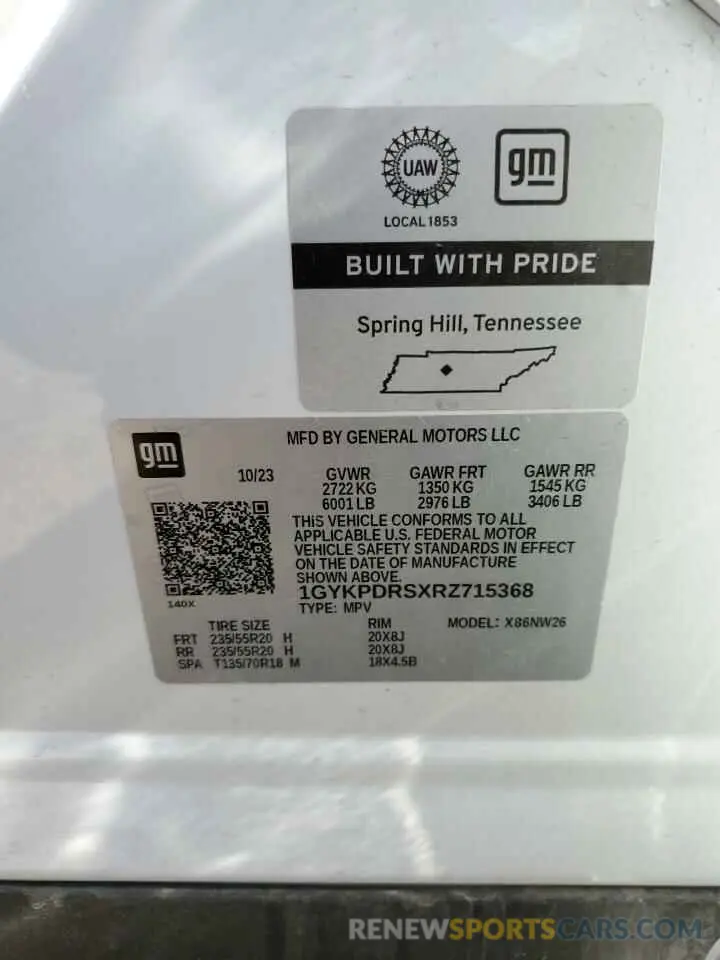 UAW
gm
LOCAL 1853
BUILT WITH PRIDE
Spring Hill, Tennessee
gm
MFD BY GENERAL MOTORS LLC
10/23 GVWR GAWR FRT GAWR RR
2722 KG 1350 KG 1545 KG
6001 LB 2976 LB 3406 LB
THIS VEHICLE CONFORMS TO ALL
APPLICABLE U.S. FEDERAL MOTOR
VEHICLE SAFETY STANDARDS IN EFFECT
ON THE DATE OF MANUFACTURE
SHOWN ABOVE.
1GYKPDRSXRZ715368
140X
TYPE: MPV
TIRE SIZE RIM MODEL: X86NW26
FRT 235/55R20 H 20X8J
RR 235/55R20 H 20X8J
SPA T135/70R18 M 18X4.5B
RENEWSPORTSCARS.COM